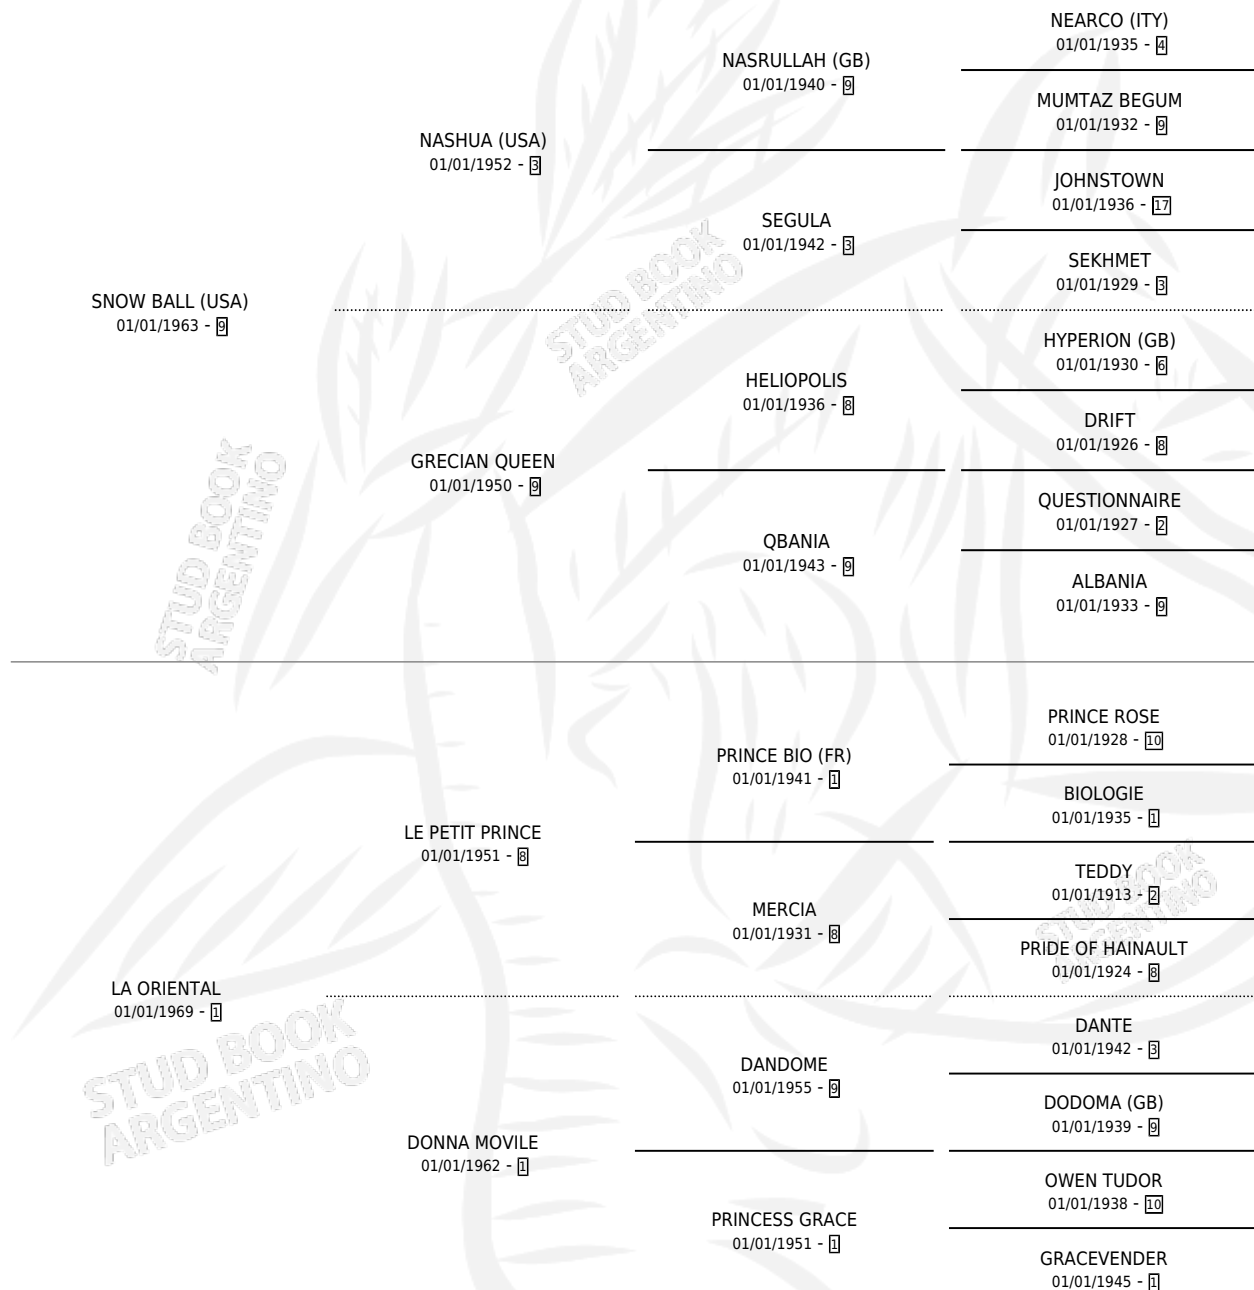 NEARCO (ITY)
01/01/1935 - 4
NASRULLAH (GB)
01/01/1940 - 9
MUMTAZ BEGUM
01/01/1932 - 9
NASHUA (USA)
01/01/1952 - 3
JOHNSTOWN
01/01/1936 - 17
SEGULA
01/01/1942 - 3
SEKHMET
01/01/1929 - 3
SNOW BALL (USA)
01/01/1963 - 9
HYPERION (GB)
01/01/1930 - 6
HELIOPOLIS
01/01/1936 - 8
DRIFT
01/01/1926 - 8
GRECIAN QUEEN
01/01/1950 - 9
QUESTIONNAIRE
01/01/1927 - 2
QBANIA
01/01/1943 - 9
ALBANIA
01/01/1933 - 9
PRINCE ROSE
01/01/1928 - 10
PRINCE BIO (FR)
01/01/1941 - 1
BIOLOGIE
01/01/1935 - 1
LE PETIT PRINCE
01/01/1951 - 8
TEDDY
01/01/1913 - 2
MERCIA
01/01/1931 - 8
PRIDE OF HAINAULT
01/01/1924 - 8
LA ORIENTAL
01/01/1969 - 1
DANTE
01/01/1942 - 3
DANDOME
01/01/1955 - 9
DODOMA (GB)
01/01/1939 - 9
DONNA MOVILE
01/01/1962 - 1
OWEN TUDOR
01/01/1938 - 10
PRINCESS GRACE
01/01/1951 - 1
GRACEVENDER
01/01/1945 - 1
STUD BOOK
ARGENTINO
STUD BOOK
ARGENTINO
STUD BOOK
ARGENTINO
STUD BOOK
ARGENTINO